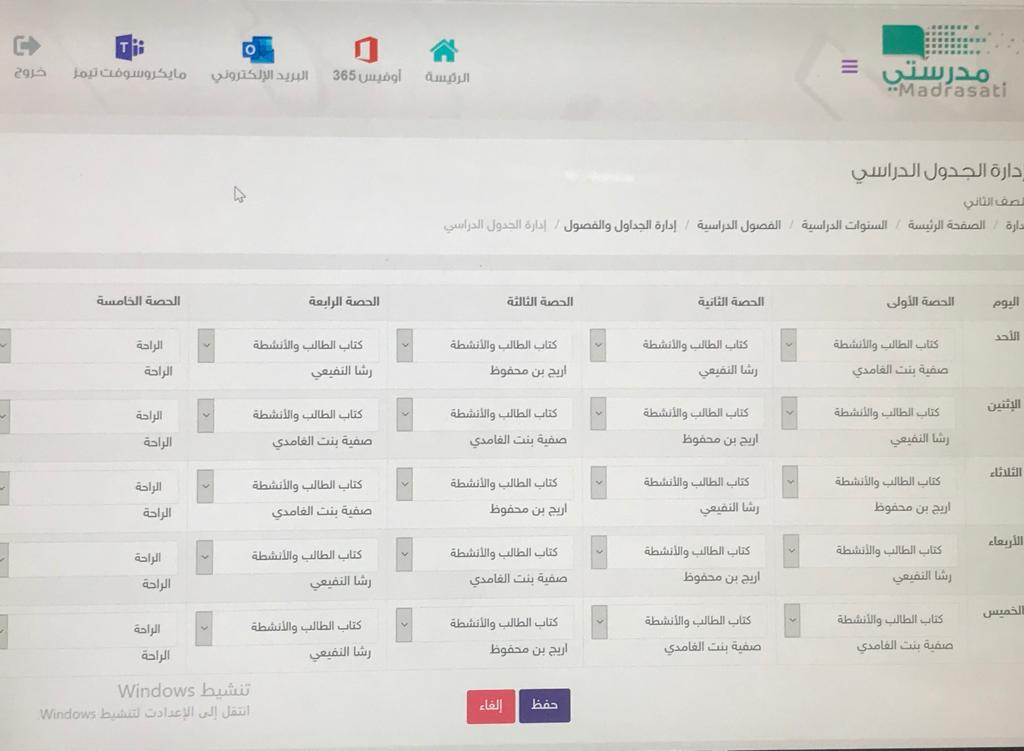 مدرستي
Madrasati
الرئيسة
أوفيس 365
البريد الإلكتروني
مايكروسوفت تيمز
خروج
إدارة الجدول الدراسي
الصف الثاني
دارة / الصفحة الرئيسة / السنوات الدراسية / الفصول الدراسية / إدارة الجداول والفصول / إدارة الجدول الدراسي
اليوم الحصة الأولى الحصة الثانية الحصة الثالثة الحصة الرابعة الحصة الخامسة
الأحد كتاب الطالب والأنشطة كتاب الطالب والأنشطة كتاب الطالب والأنشطة كتاب الطالب والأنشطة الراحة
صفية بنت الغامدي رشا النفيعي اريج بن محفوظ رشا النفيعي الراحة
الإثنين كتاب الطالب والأنشطة كتاب الطالب والأنشطة كتاب الطالب والأنشطة كتاب الطالب والأنشطة الراحة
رشا النفيعي اريج بن محفوظ صفية بنت الغامدي صفية بنت الغامدي الراحة
الثلاثاء كتاب الطالب والأنشطة كتاب الطالب والأنشطة كتاب الطالب والأنشطة كتاب الطالب والأنشطة الراحة
اريج بن محفوظ رشا النفيعي اريج بن محفوظ صفية بنت الغامدي الراحة
الأربعاء كتاب الطالب والأنشطة كتاب الطالب والأنشطة كتاب الطالب والأنشطة كتاب الطالب والأنشطة الراحة
رشا النفيعي اريج بن محفوظ صفية بنت الغامدي رشا النفيعي الراحة
الخميس كتاب الطالب والأنشطة كتاب الطالب والأنشطة كتاب الطالب والأنشطة كتاب الطالب والأنشطة الراحة
صفية بنت الغامدي صفية بنت الغامدي اريج بن محفوظ رشا النفيعي الراحة
حفظ إلغاء
تنشيط Windows
انتقل إلى الإعدادت لتنشيط Windows.